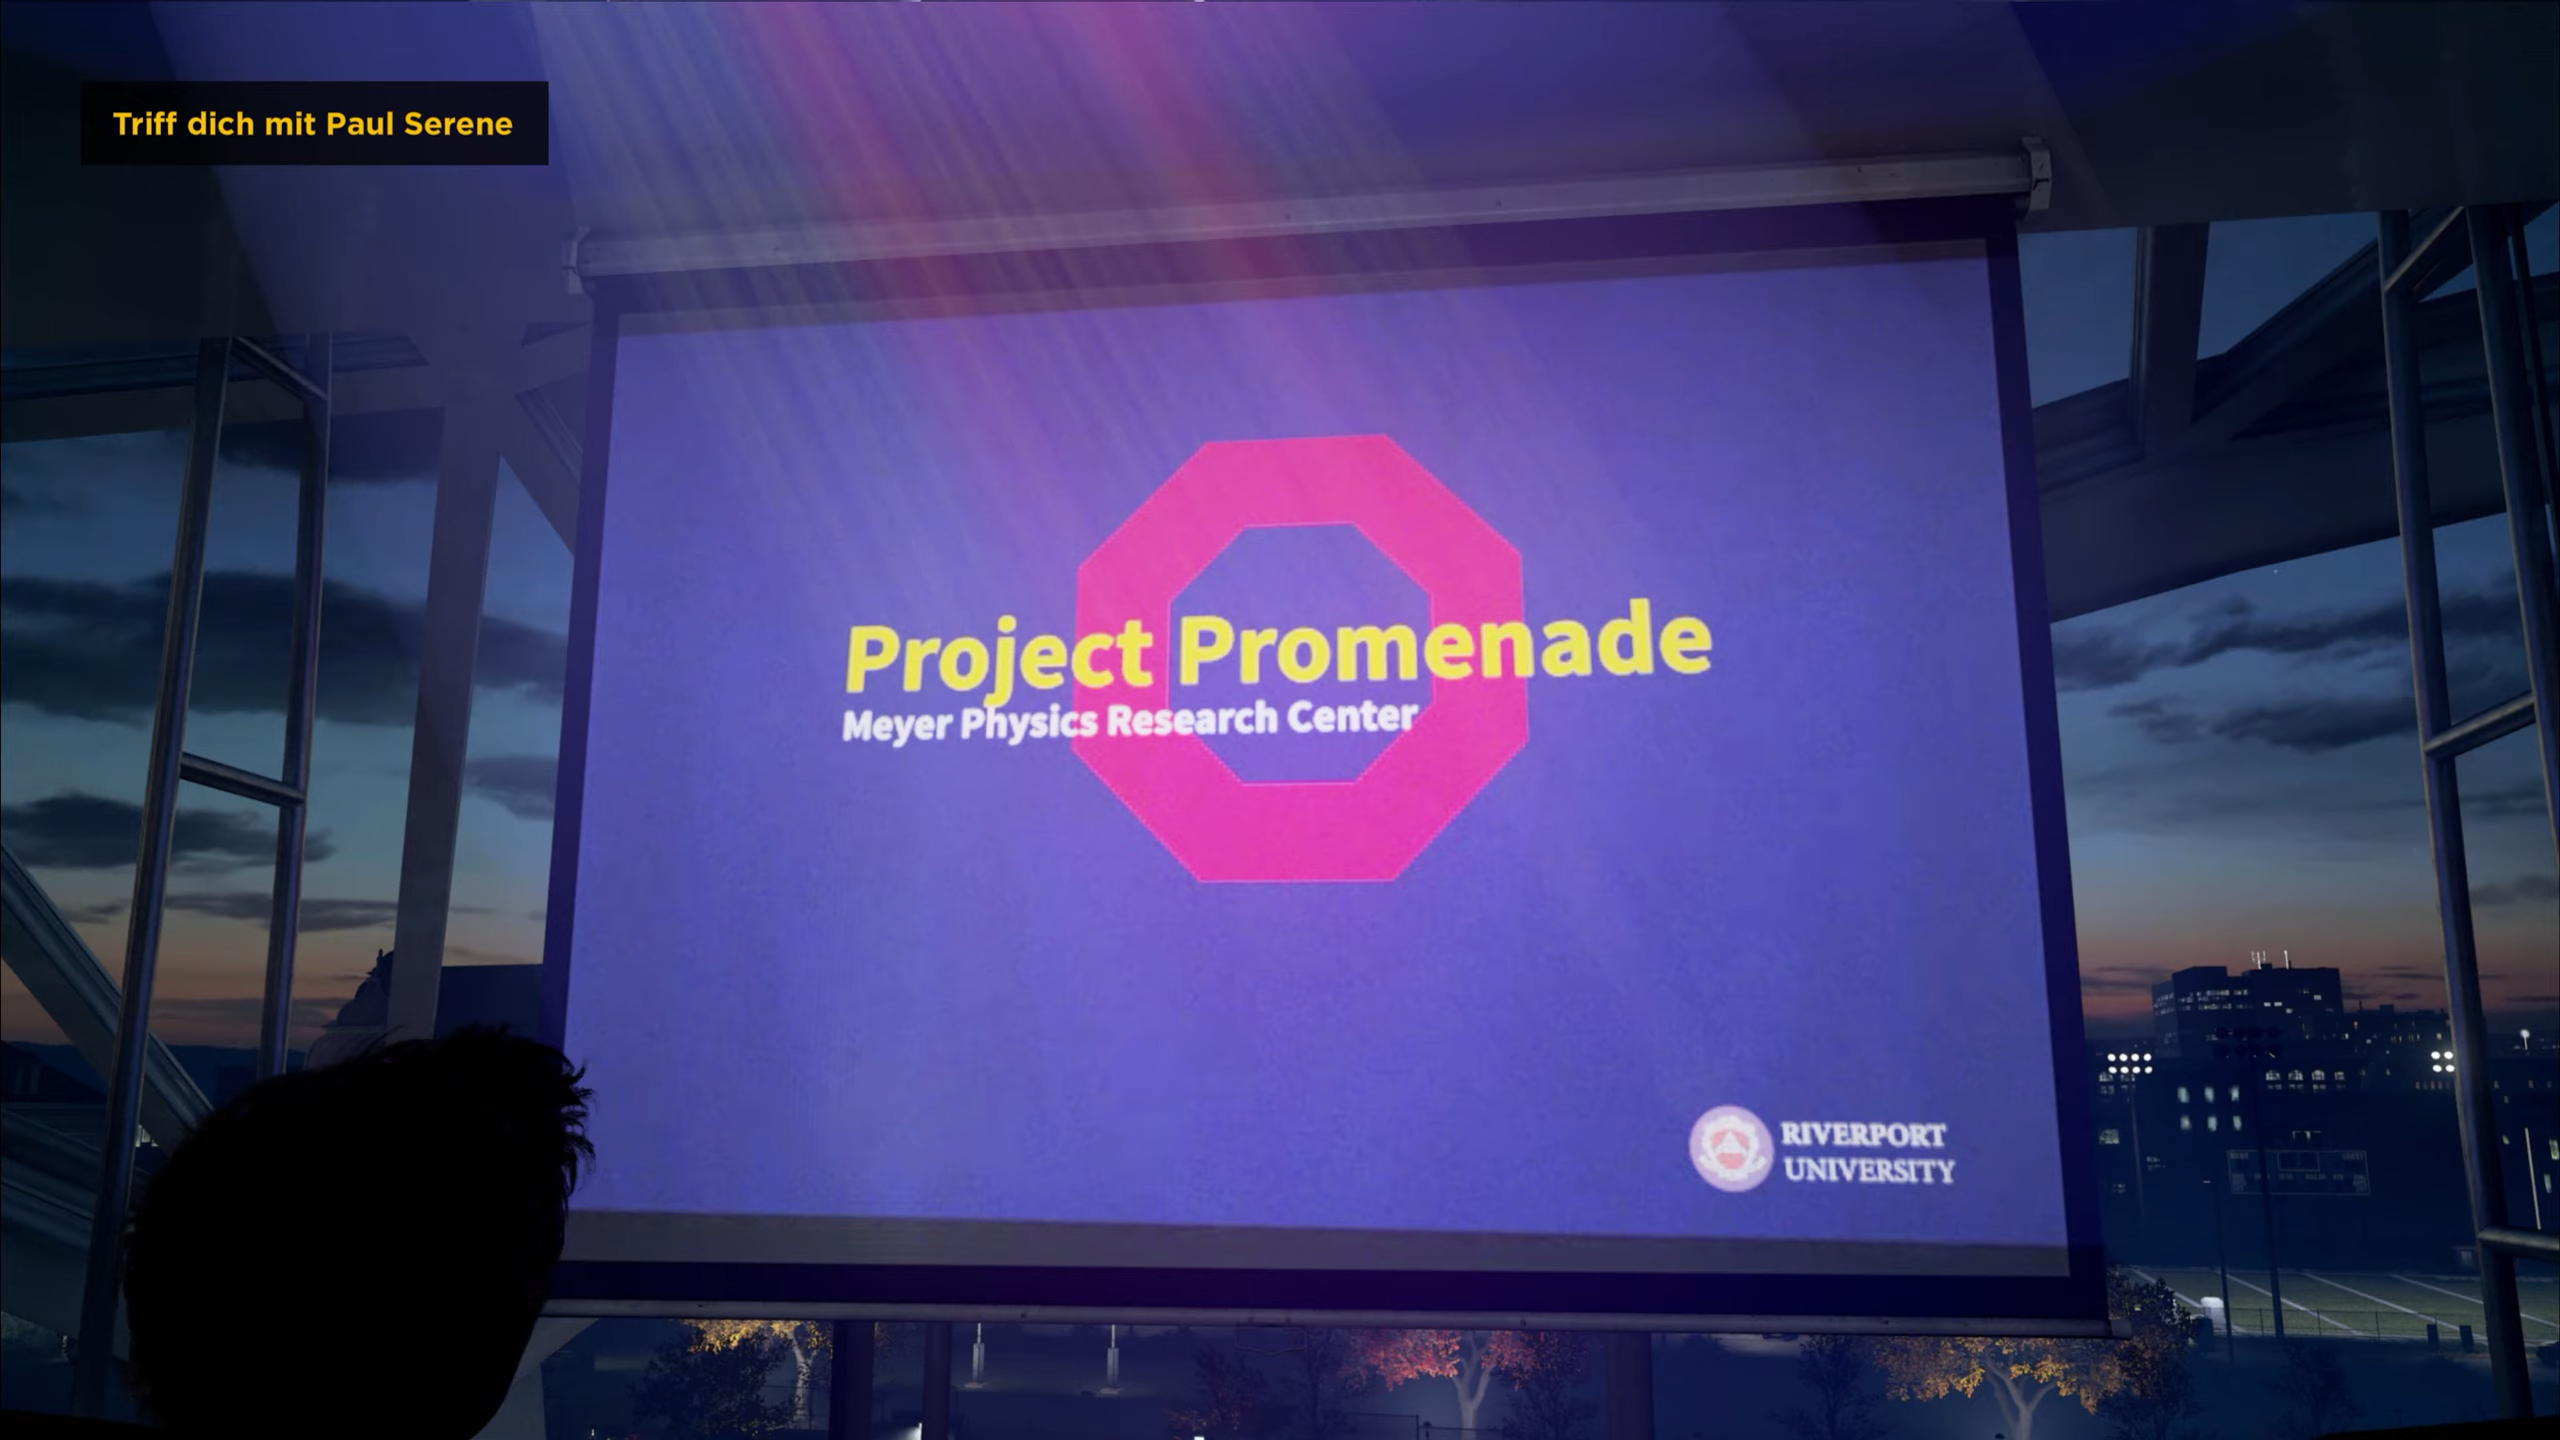 Triff dich mit Paul Serene
Project Promenade
Meyer Physics Research Center
RIVERPORT
UNIVERSITY